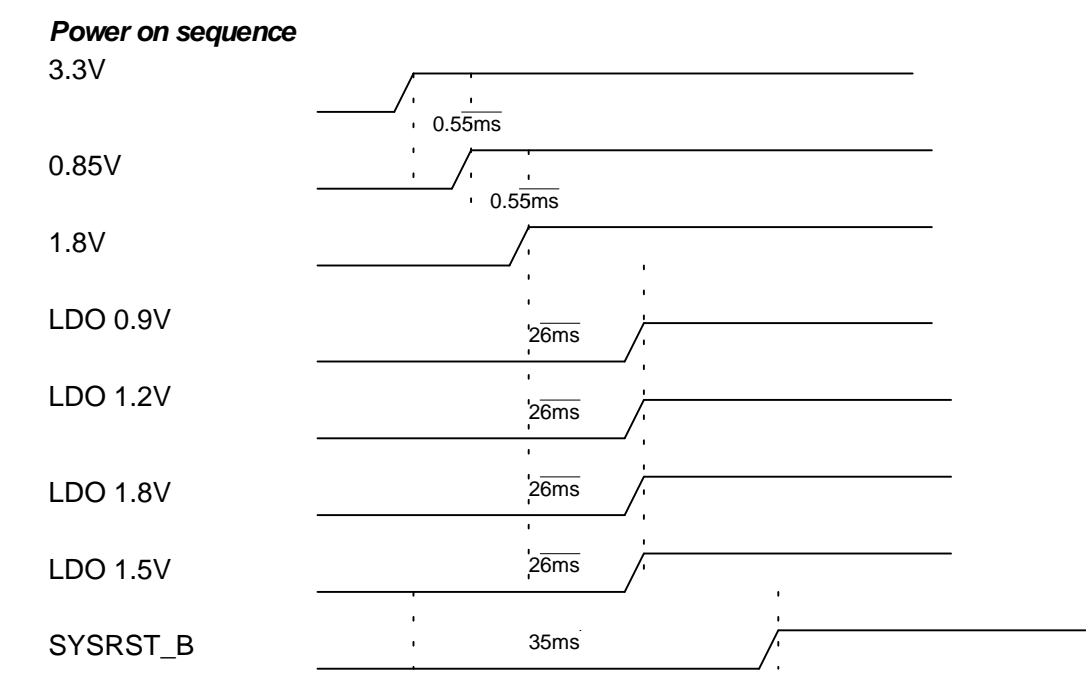 Power on sequence
3.3V
0.55ms
0.85V
0.55ms
1.8V
LDO 0.9V
26ms
LDO 1.2V
26ms
LDO 1.8V
26ms
LDO 1.5V
26ms
SYSRST_B
35ms